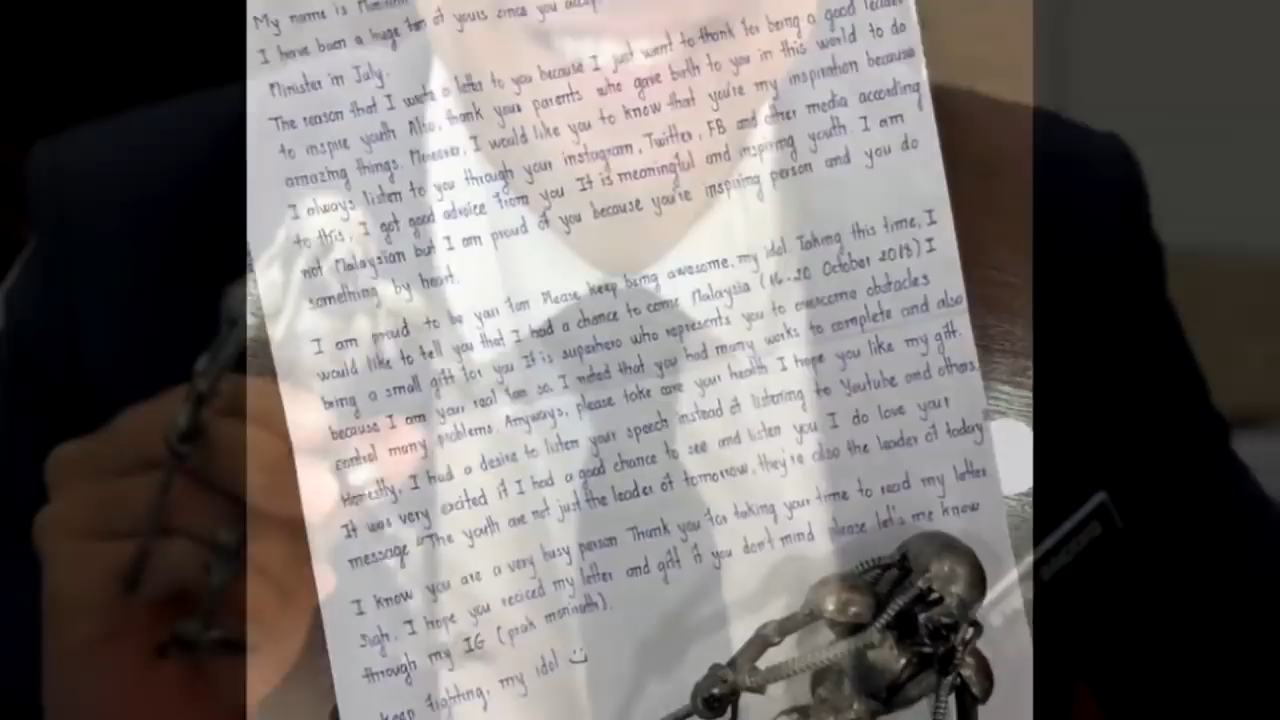 My name is
I have been a huge fan of yours since you
Minister in July.
The reason that I wrote a letter to you because I just want to thank for being a good leader
to inspire youth Also, thank your parents who gave birth to you in this world to do
amazing things. Moreover, I would like you to know that you're my inspiration because
I always listen to you through your instagram, Twitter, FB and other media according
to this, I got good advice from you It is meaningful and inspiring youth. I am
not Malaysian but I am proud of you because you're inspiring person and you do
something by heart.
I am proud to be your fan Please keep being awesome, my idol. Taking this time, I
would like to tell you that I had a chance to come Malaysia (16-20 October 2018) I
being a small gift for you It is superhero who represents you to overcome obstacles
because I am your real fan so, I noted that you had many works to complete and also
control many problems. Anyways, please take care your health I hope you like my gift.
Honestly, I had a desire to listen your speech instead of listening to Youtube and others.
It was very excited if I had a good chance to see and listen you I do love your
message "The youth are not just the leader of tomorrow, they're also the leader of today
I know you are a very busy person Thank you for taking your time to read my letter
sigh. I hope you recieed my letter and gift if you don't mind please let's me know
through my IG (prak
keep fighting, my idol